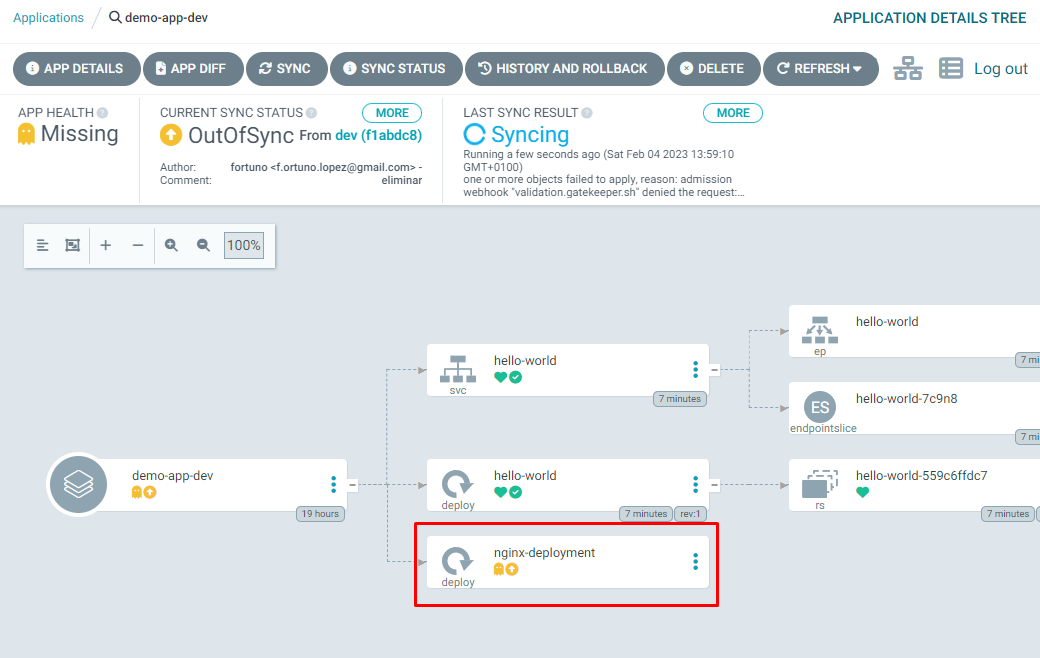 Applications
demo-app-dev
APPLICATION DETAILS TREE
APP DETAILS
APP DIFF
SYNC
SYNC STATUS
HISTORY AND ROLLBACK
DELETE
REFRESH
Log out
APP HEALTH
Missing
CURRENT SYNC STATUS
MORE
OutOfSync From dev (f1abdc8)
Author: fortuno <f.ortuno.lopez@gmail.com> -
Comment: eliminar
LAST SYNC RESULT
MORE
Syncing
Running a few seconds ago (Sat Feb 04 2023 13:59:10
GMT+0100)
one or more objects failed to apply, reason: admission
webhook "validation.gatekeeper.sh" denied the request:...
100%
hello-world
ep
7 min
hello-world
svc
7 minutes
ES
hello-world-7c9n8
endpointslice
7 min
demo-app-dev
19 hours
hello-world
deploy
7 minutes
rev:1
hello-world-559c6ffdc7
rs
7 minutes
nginx-deployment
deploy